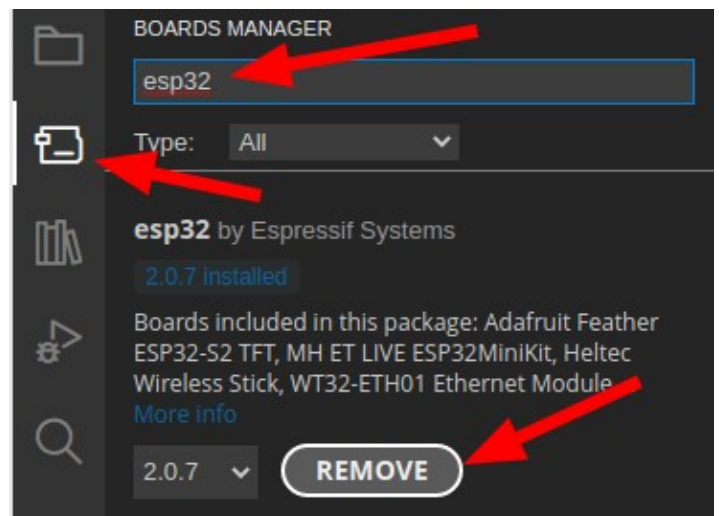 BOARDS MANAGER
esp32
Type: All
esp32 by Espressif Systems
2.0.7 installed
Boards included in this package: Adafruit Feather
ESP32-S2 TFT, MH ET LIVE ESP32MiniKit, Heltec
Wireless Stick, WT32-ETH01 Ethernet Module
More info
2.0.7 REMOVE